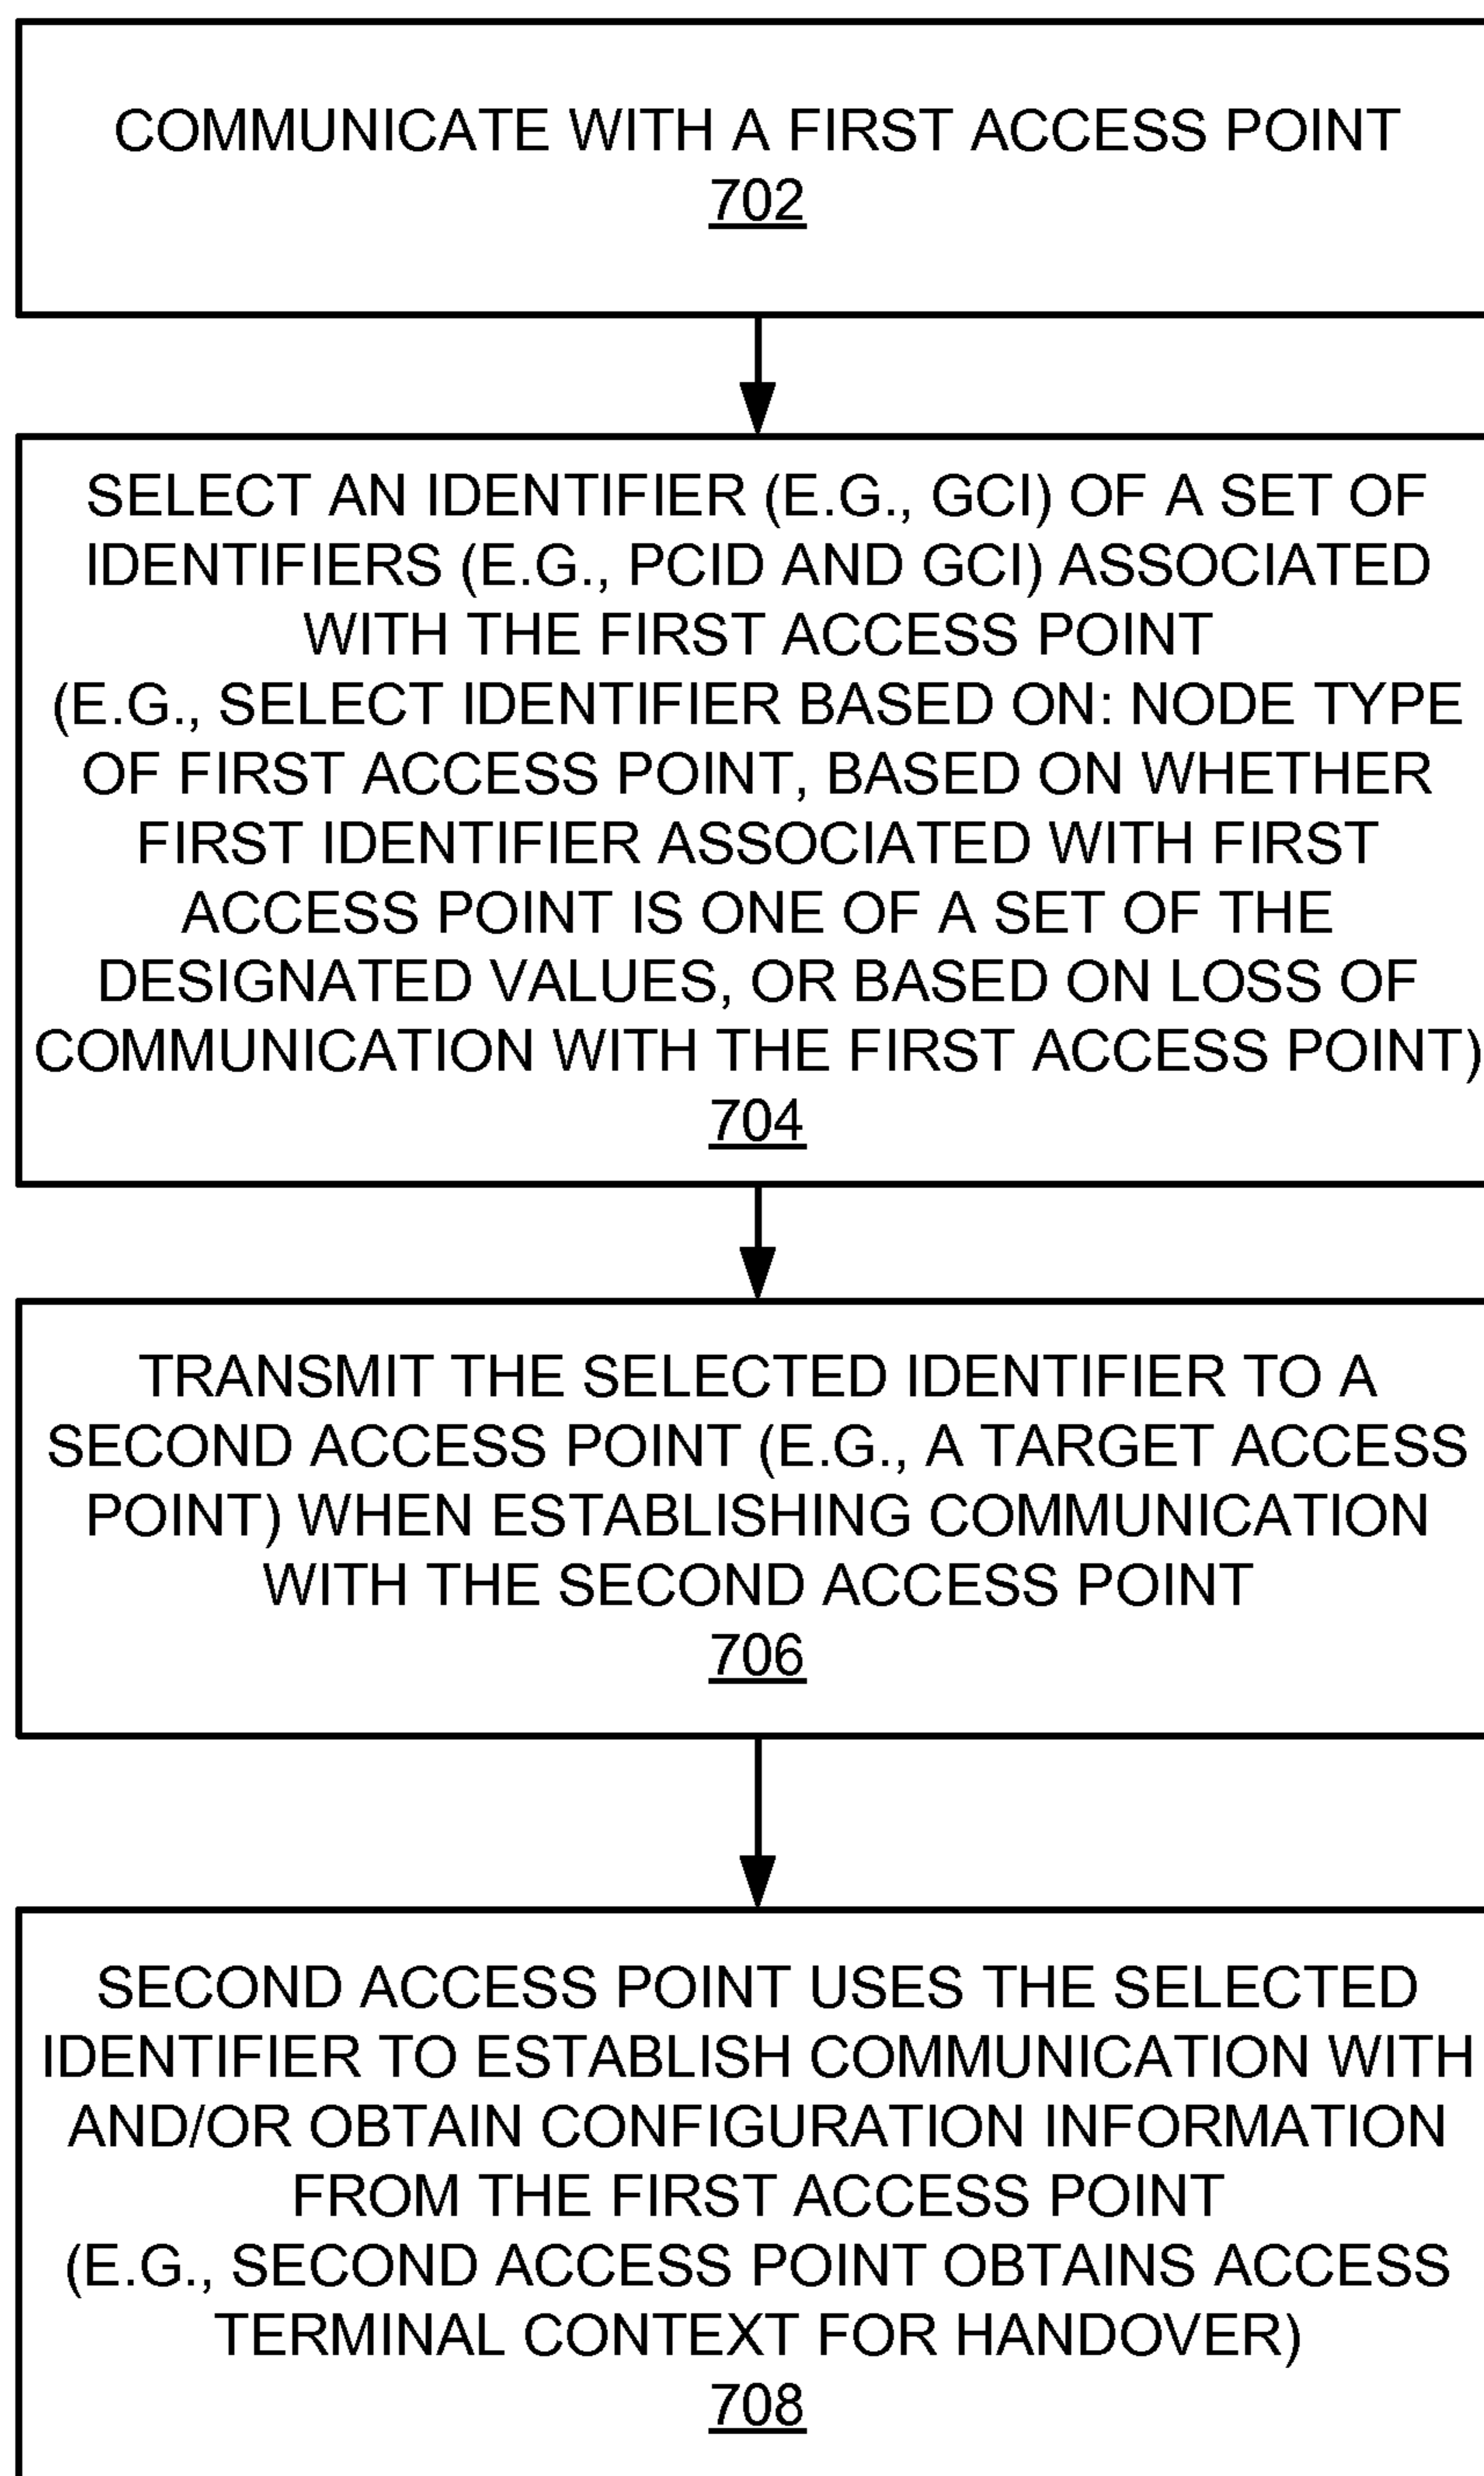 COMMUNICATE WITH A FIRST ACCESS POINT
702
SELECT AN IDENTIFIER (E.G., GCI) OF A SET OF
IDENTIFIERS (E.G., PCID AND GCI) ASSOCIATED
WITH THE FIRST ACCESS POINT
(E.G., SELECT IDENTIFIER BASED ON: NODE TYPE
OF FIRST ACCESS POINT, BASED ON WHETHER
FIRST IDENTIFIER ASSOCIATED WITH FIRST
ACCESS POINT IS ONE OF A SET OF THE
DESIGNATED VALUES, OR BASED ON LOSS OF
COMMUNICATION WITH THE FIRST ACCESS POINT)
704
TRANSMIT THE SELECTED IDENTIFIER TO A
SECOND ACCESS POINT (E.G., A TARGET ACCESS
POINT) WHEN ESTABLISHING COMMUNICATION
WITH THE SECOND ACCESS POINT
706
SECOND ACCESS POINT USES THE SELECTED
IDENTIFIER TO ESTABLISH COMMUNICATION WITH
AND/OR OBTAIN CONFIGURATION INFORMATION
FROM THE FIRST ACCESS POINT
(E.G., SECOND ACCESS POINT OBTAINS ACCESS
TERMINAL CONTEXT FOR HANDOVER)
708